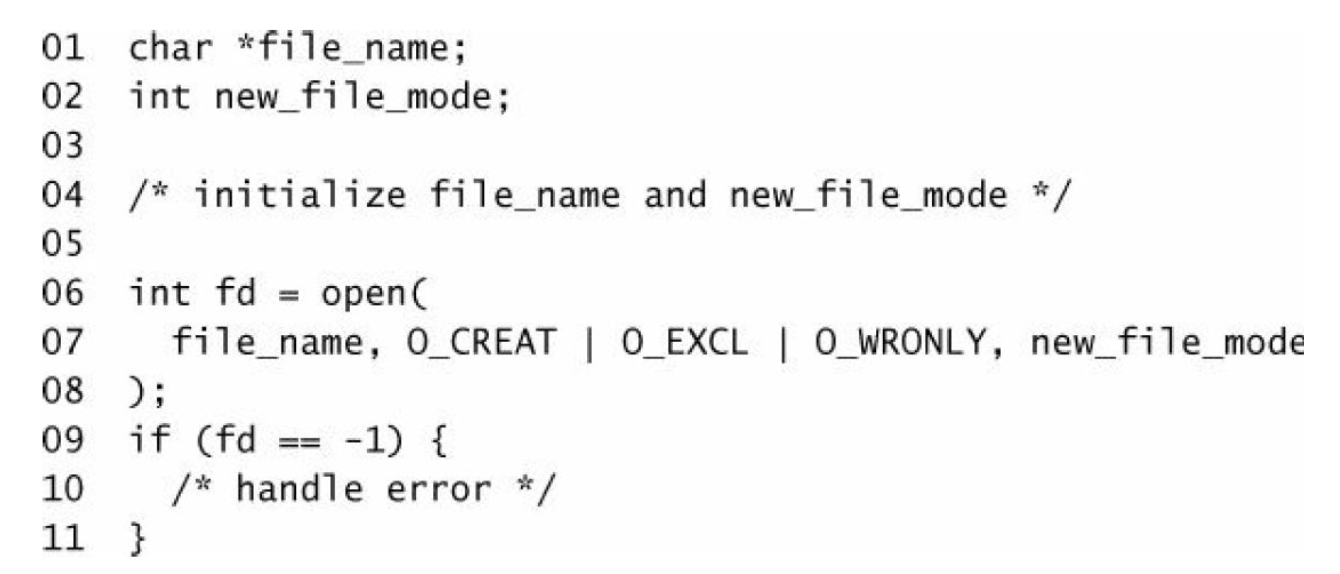 01 char *file_name;
02 int new_file_mode;
03
04 /* initialize file_name and new_file_mode */
05
06 int fd = open(
07 file_name, O_CREAT | O_EXCL | O_WRONLY, new_file_mode
08 );
09 if (fd == -1) {
10 /* handle error */
11 }